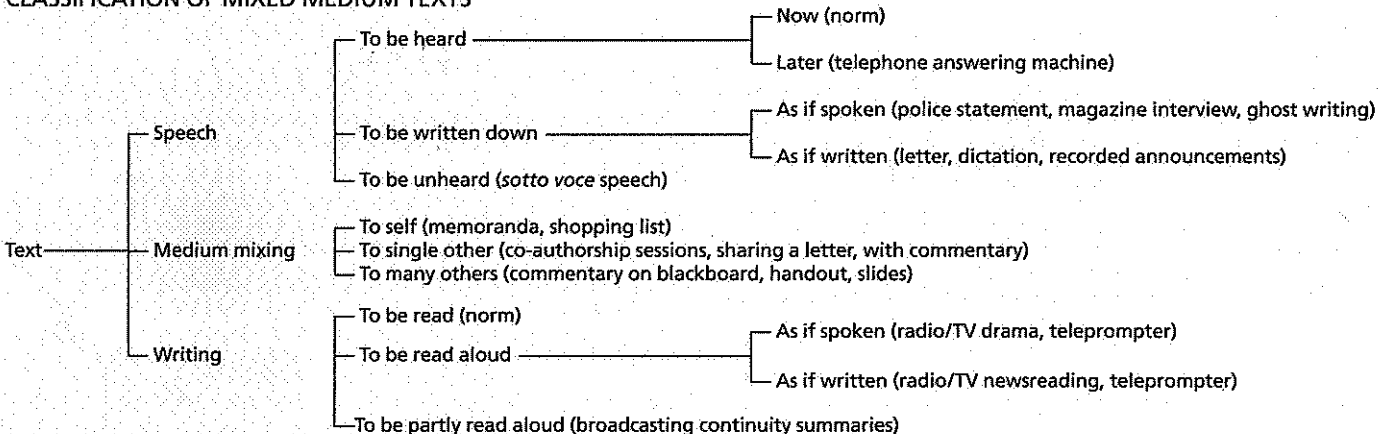 CLASSIFICATION OF MIXED MEDIUM TEXTS
Now (norm)
To be heard
Later (telephone answering machine)
As if spoken (police statement, magazine interview, ghost writing)
Speech
To be written down
As if written (letter, dictation, recorded announcements)
To be unheard (sotto voce speech)
To self (memoranda, shopping list)
Text
Medium mixing
To single other (co-authorship sessions, sharing a letter, with commentary)
To many others (commentary on blackboard, handout, slides)
To be read (norm)
As if spoken (radio/TV drama, teleprompter)
Writing
To be read aloud
As if written (radio/TV newsreading, teleprompter)
To be partly read aloud (broadcasting continuity summaries)